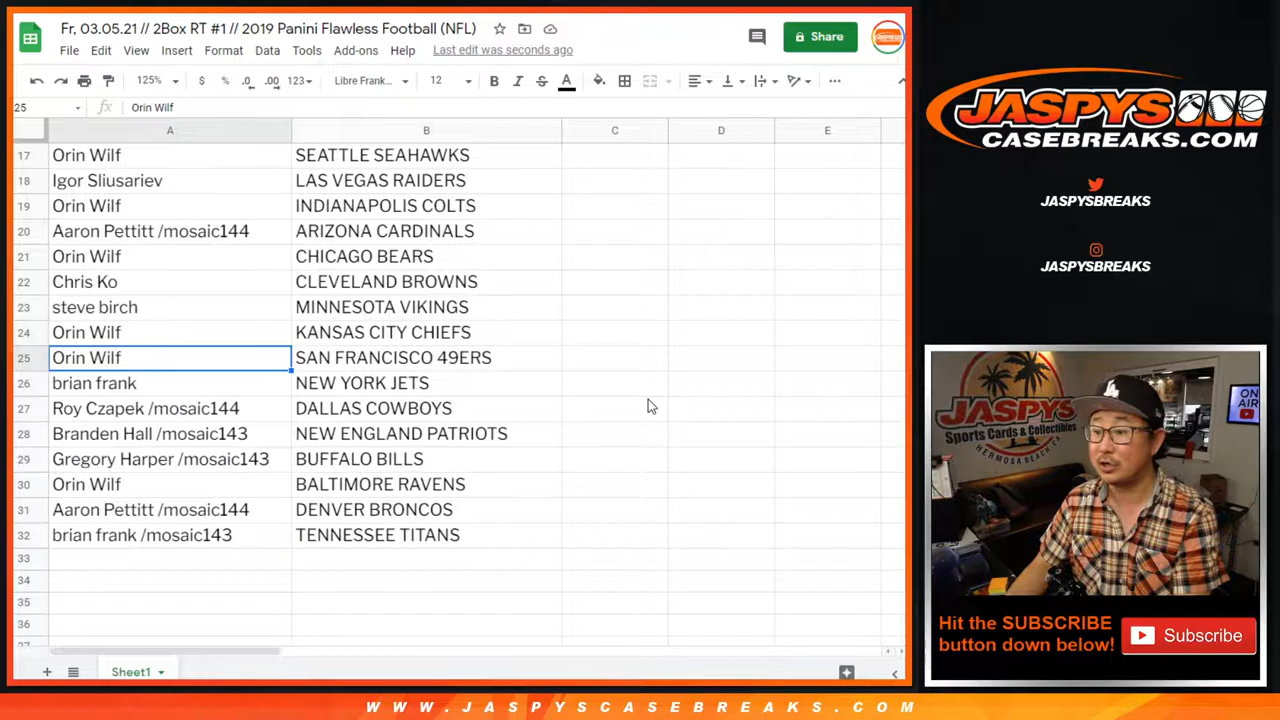 Fr, 03.05.21 // 2Box RT #1 // 2019 Panini Flawless Football (NFL)
File Edit View Insert Format Data Tools Add-ons Help Last edit was seconds ago
Share
125% $ % .0 .00 123 Libre Frank... 12 B I S A
25 fx Orin Wilf
A B C D E
17 Orin Wilf SEATTLE SEAHAWKS
18 Igor Sliusariev LAS VEGAS RAIDERS
19 Orin Wilf INDIANAPOLIS COLTS
20 Aaron Pettitt /mosaic144 ARIZONA CARDINALS
21 Orin Wilf CHICAGO BEARS
22 Chris Ko CLEVELAND BROWNS
23 steve birch MINNESOTA VIKINGS
24 Orin Wilf KANSAS CITY CHIEFS
25 Orin Wilf SAN FRANCISCO 49ERS
26 brian frank NEW YORK JETS
27 Roy Czapek /mosaic144 DALLAS COWBOYS
28 Branden Hall /mosaic143 NEW ENGLAND PATRIOTS
29 Gregory Harper /mosaic143 BUFFALO BILLS
30 Orin Wilf BALTIMORE RAVENS
31 Aaron Pettitt /mosaic144 DENVER BRONCOS
32 brian frank /mosaic143 TENNESSEE TITANS
33
34
35
36
Sheet1
JASPYS
CASEBREAKS.COM
JASPYSBREAKS
JASPYSBREAKS
JASPYS
Sports Cards & Collectibles
HERMOSA BEACH
LA
ON
AIR
Hit the SUBSCRIBE
button down below!
Subscribe
WWW.JASPYSCASEBREAKS.COM